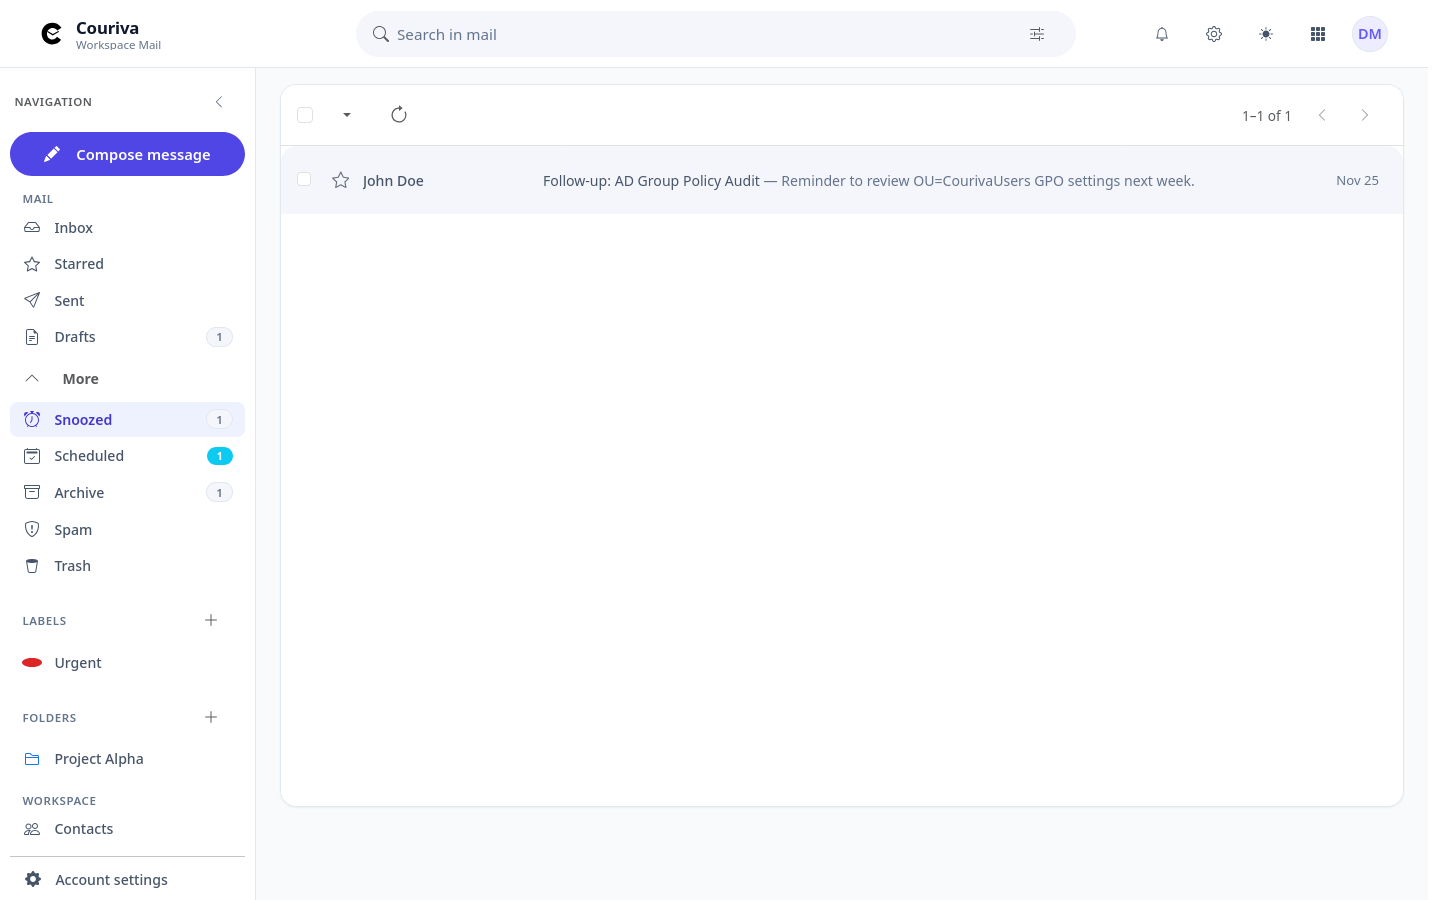 Couriva
Workspace Mail
Search in mail
DM
NAVIGATION
Compose message
MAIL
Inbox
Starred
Sent
Drafts 1
More
Snoozed 1
Scheduled 1
Archive 1
Spam
Trash
LABELS
Urgent
FOLDERS
Project Alpha
WORKSPACE
Contacts
Account settings
1–1 of 1
John Doe Follow-up: AD Group Policy Audit — Reminder to review OU=CourivaUsers GPO settings next week. Nov 25